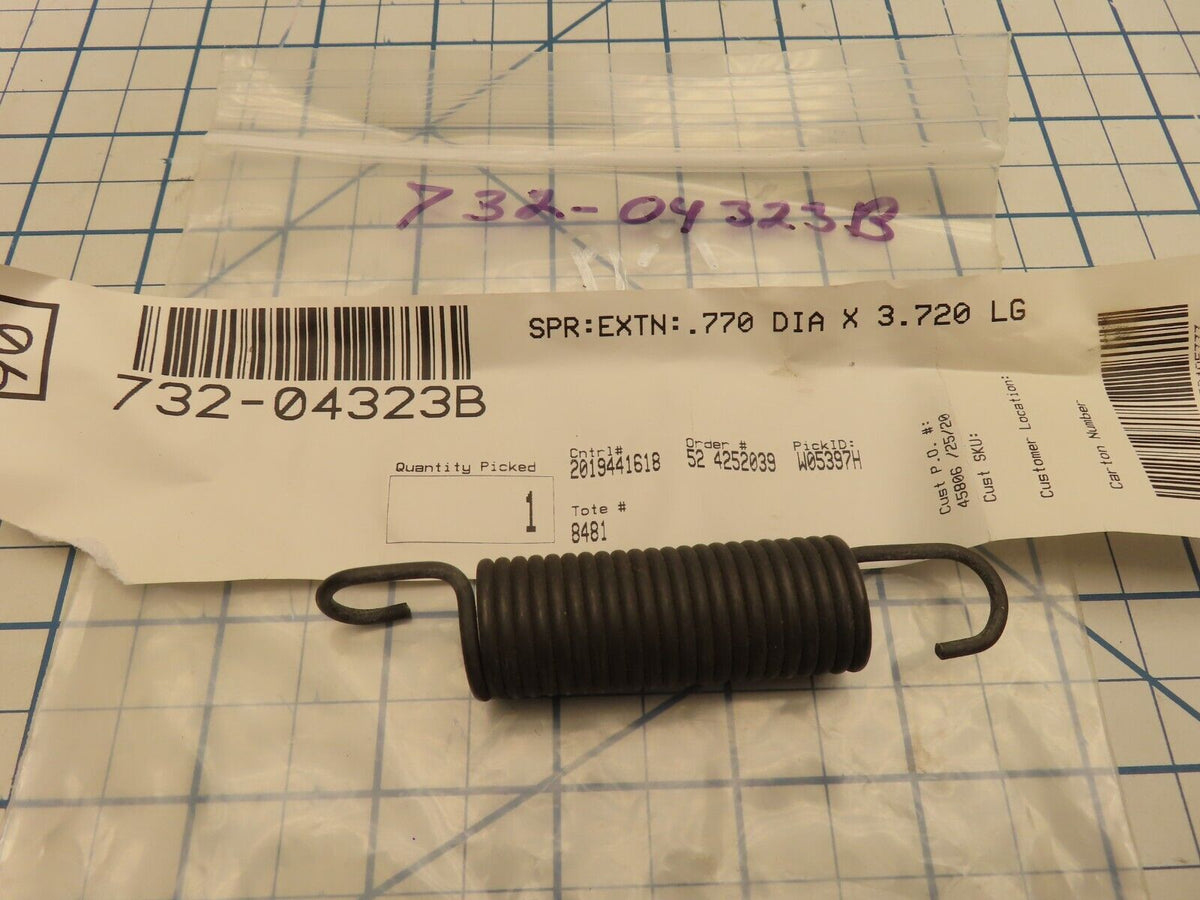 732-04323B
90
732-04323B
SPR:EXTN:.770 DIA X 3.720 LG
Quantity Picked
1
Cntrl#
2019441618
Order #
52 4252039
PickID:
W05397H
Tote #
8481
Cust P.O. #:
45806 /25/20
Cust SKU:
Customer Location:
Carton Number